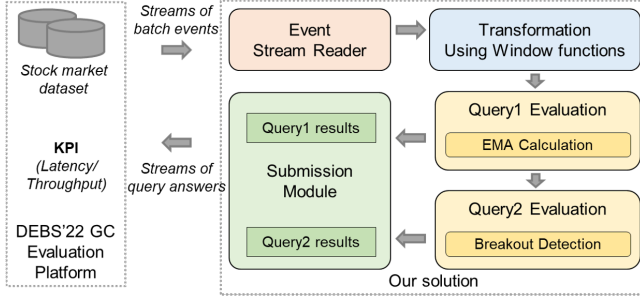 Stock market
dataset
KPI
(Latency/
Throughput)
DEBS'22 GC
Evaluation
Platform
Streams of
batch events
Streams of
query answers
Event
Stream Reader
Transformation
Using Window functions
Query1 Evaluation
EMA Calculation
Query2 Evaluation
Breakout Detection
Query1 results
Submission
Module
Query2 results
Our solution